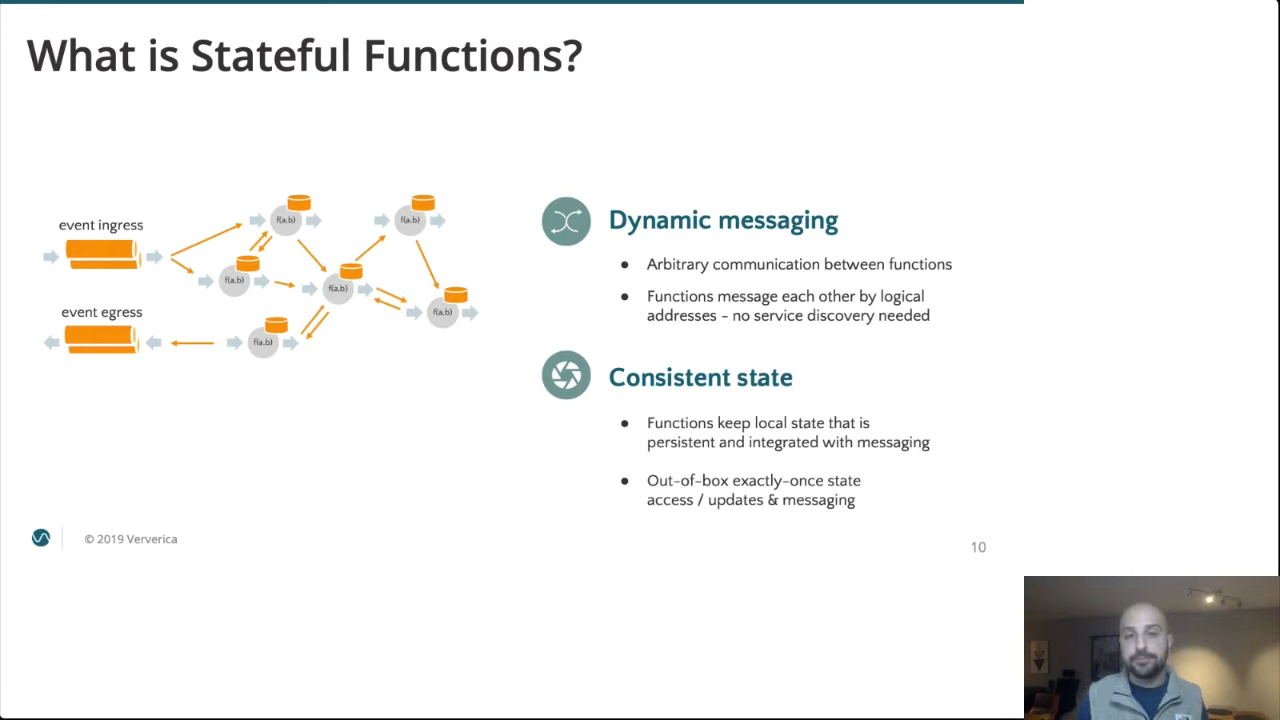 What is Stateful Functions?
event ingress
f(a,b)
f(a,b)
f(a,b)
f(a,b)
f(a,b)
event egress
f(a,b)
Dynamic messaging
● Arbitrary communication between functions
● Functions message each other by logical
addresses - no service discovery needed
Consistent state
● Functions keep local state that is
persistent and integrated with messaging
● Out-of-box exactly-once state
access / updates & messaging
© 2019 Ververica
10